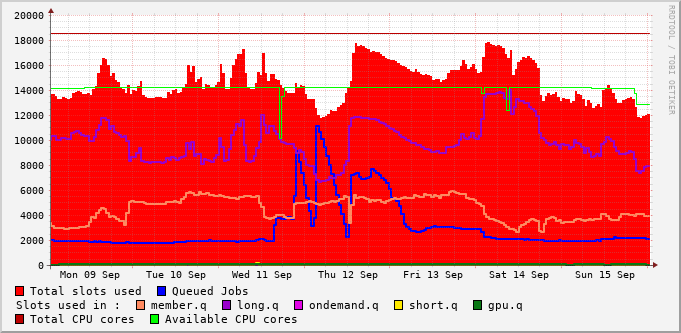 RRDTOOL / TOBI OETIKER
20000
18000
16000
14000
12000
10000
8000
6000
4000
2000
0
Mon 09 Sep Tue 10 Sep Wed 11 Sep Thu 12 Sep Fri 13 Sep Sat 14 Sep Sun 15 Sep
Total slots used Queued Jobs
Slots used in : member.q long.q ondemand.q short.q gpu.q
Total CPU cores Available CPU cores